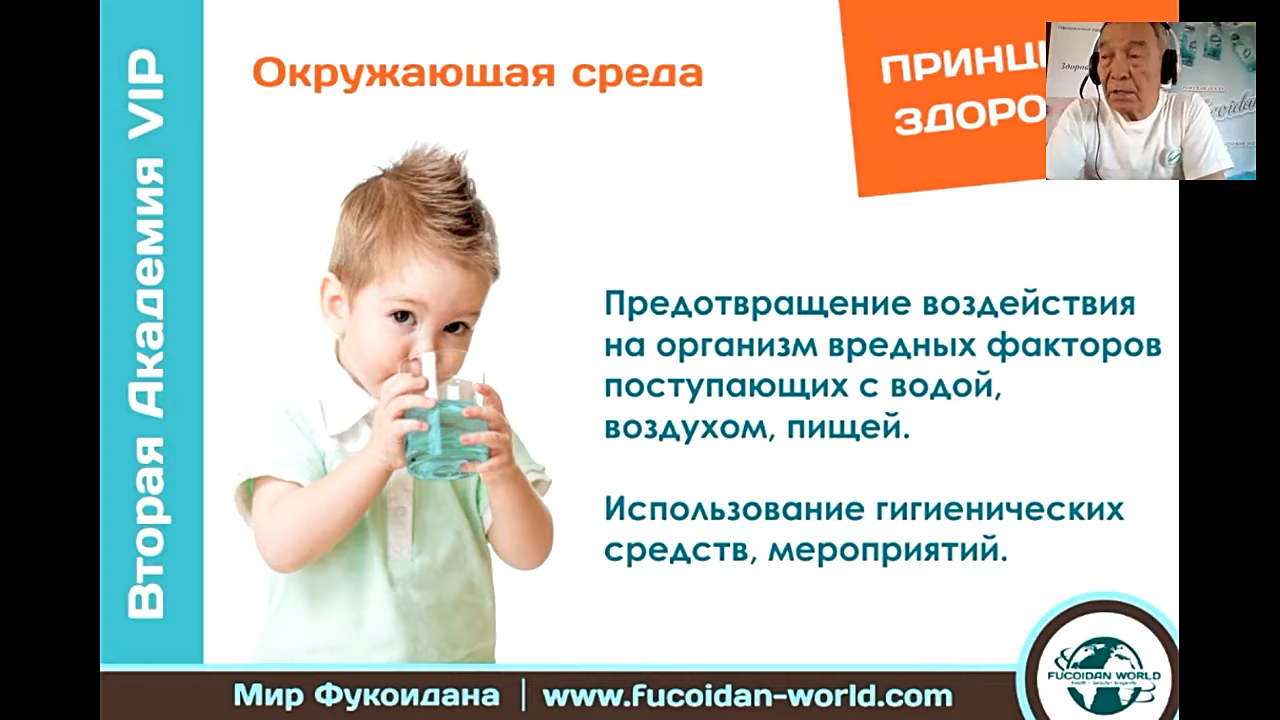 Вторая Академия VIP
Окружающая среда
Предотвращение воздействия
на организм вредных факторов
поступающих с водой,
воздухом, пищей.
Использование гигиенических
средств, мероприятий.
Мир Фукоидана | www.fucoidan-world.com
FUCOIDAN WORLD